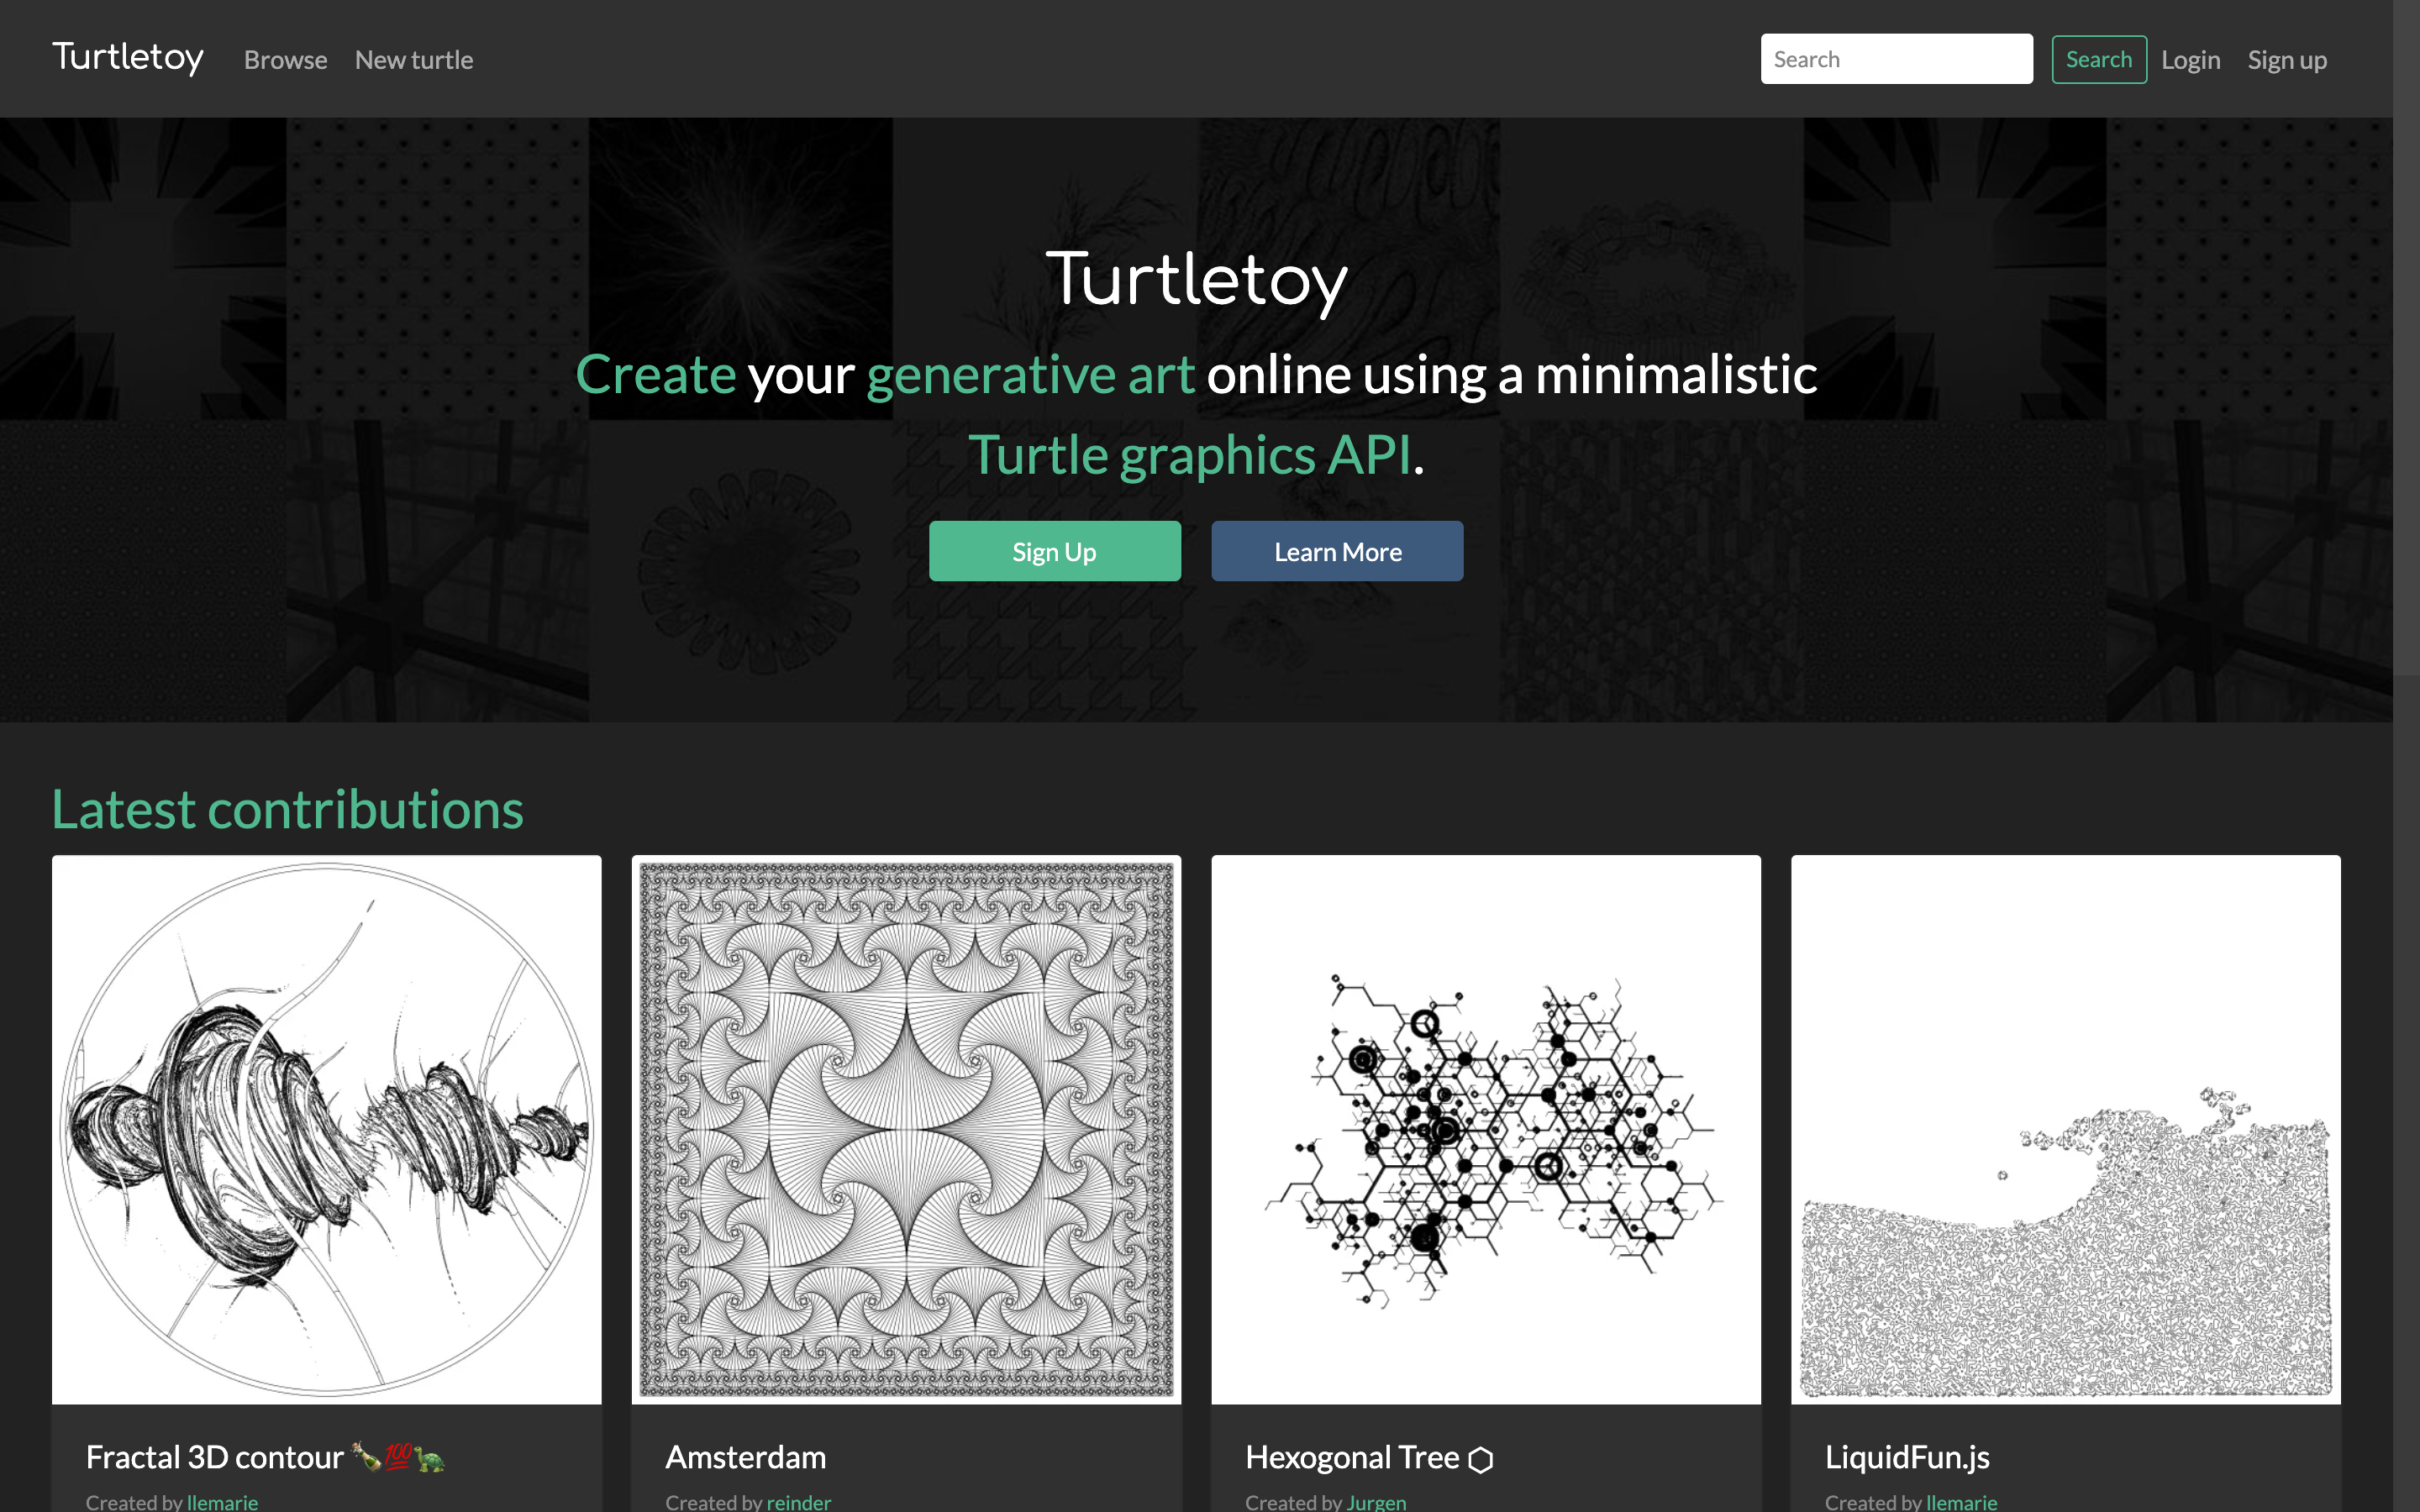 Turtletoy Browse New turtle Search Search Login Sign up
Turtletoy
Create your generative art online using a minimalistic
Turtle graphics API.
Sign Up Learn More
Latest contributions
Fractal 3D contour 🍾💯🐢
Created by llemarie
Amsterdam
Created by reinder
Hexogonal Tree ⬡
Created by Jurgen
LiquidFun.js
Created by llemarie